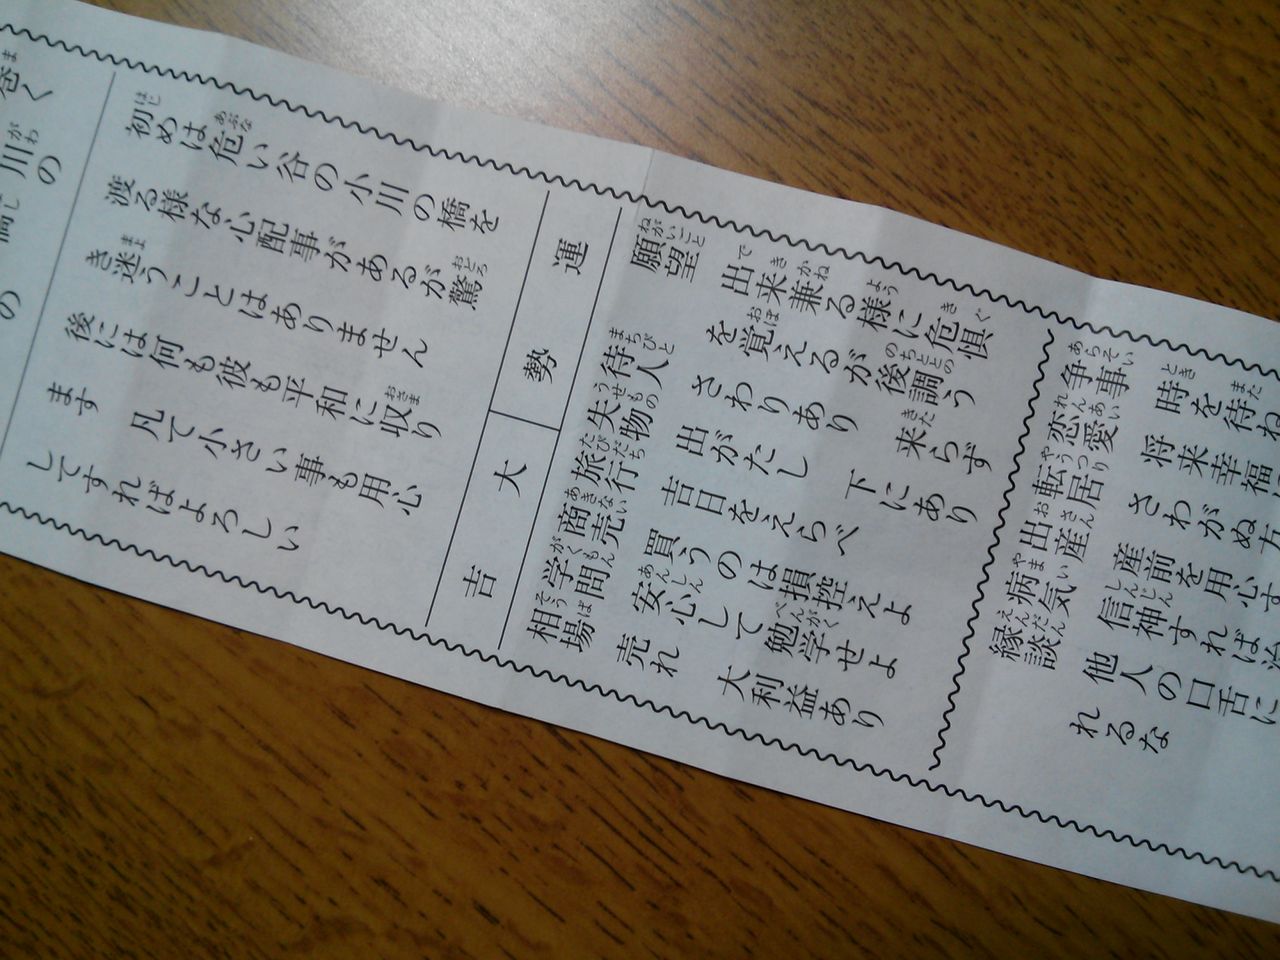 巻く
川の
の
初めは危い谷の小川の橋を
渡る様な心配事があるが驚
き迷うことはありません
後には何も彼も平和に収り
ます 凡て小さい事も用心
してすればよろしい
運勢 大吉
願望 出来兼る様に危惧
を覚えるが後調う
待人 さわりあり 来らず
失物 出がたし 下にあり
旅行 吉日をえらべ
商売 買うのは損控えよ
学問 安心して勉学せよ
相場 売れ 大利益あり
争事 時を待ね
恋愛 将来幸福
転居 さわがぬ方
出産 産前を用心す
病気 信神すれば治
縁談 他人の口舌に
れるな